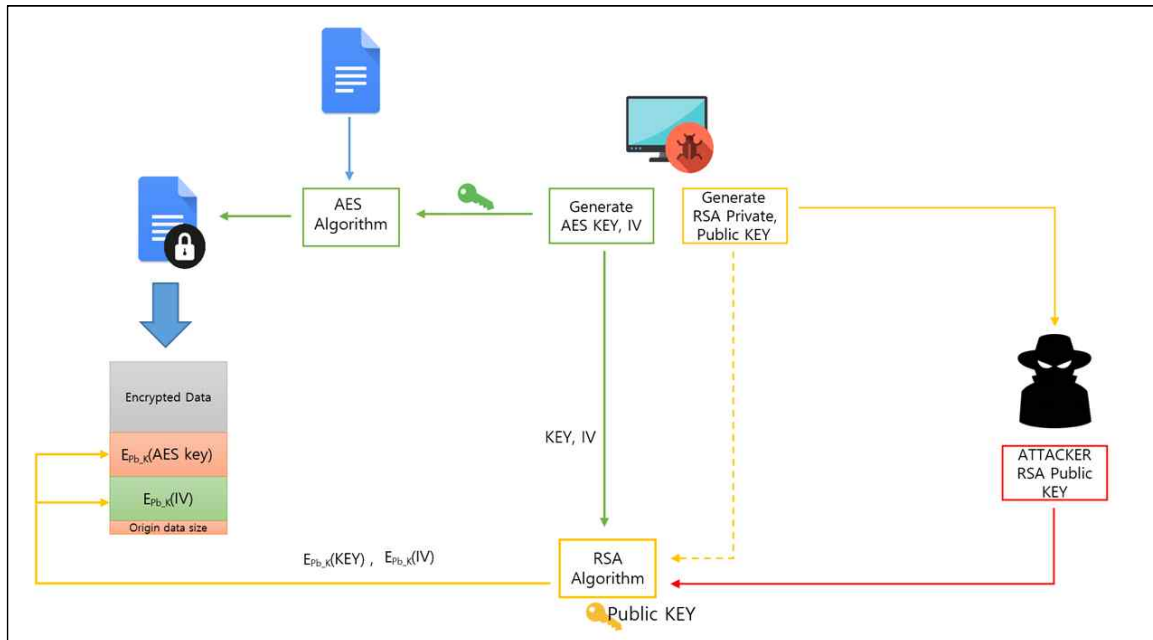 AES
Algorithm
Generate
AES KEY, IV
Generate
RSA Private,
Public KEY
Encrypted Data
E_Pb_K(AES key)
E_Pb_K(IV)
Origin data size
KEY, IV
ATTACKER
RSA Public
KEY
E_Pb_K(KEY) , E_Pb_K(IV)
RSA
Algorithm
Public KEY